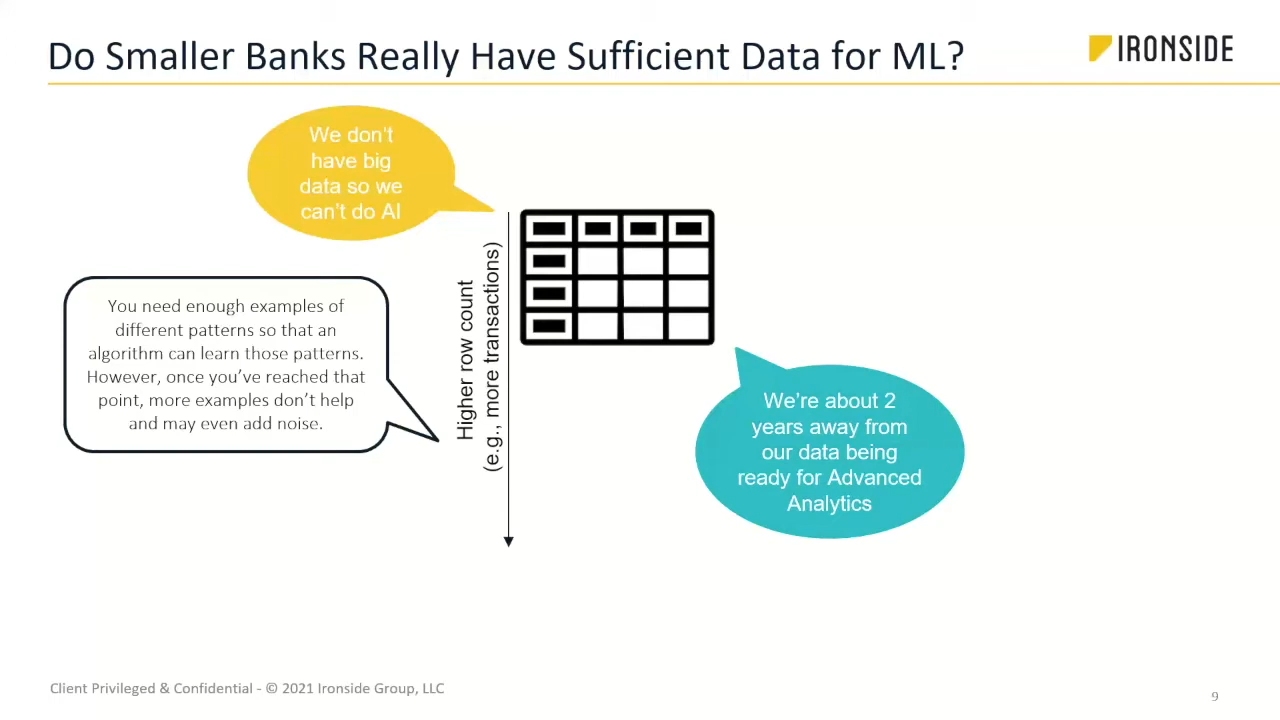 Do Smaller Banks Really Have Sufficient Data for ML?
IRONSIDE
We don't
have big
data so we
can't do AI
You need enough examples of
different patterns so that an
algorithm can learn those patterns.
However, once you've reached that
point, more examples don't help
and may even add noise.
Higher row count
(e.g., more transactions)
We're about 2
years away from
our data being
ready for Advanced
Analytics
Client Privileged & Confidential - © 2021 Ironside Group, LLC
9